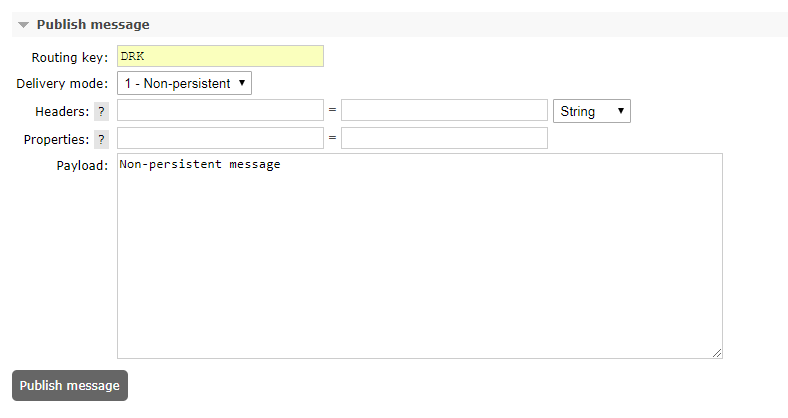 Publish message
Routing key: DRK
Delivery mode: 1 - Non-persistent
Headers: ? = String
Properties: ? =
Payload: Non-persistent message
Publish message